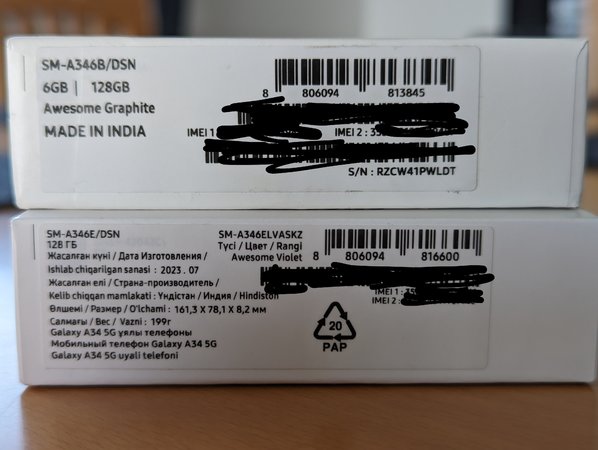 SM-A346B/DSN
6GB | 128GB
Awesome Graphite
MADE IN INDIA
8 806094 813845
IMEI 1
IMEI 2 : 35
S/N : RZCW41PWLDT
SM-A346E/DSN
128 ГБ
Жасалған күні / Дата Изготовления /
Ishlab chiqarilgan sanasi : 2023 . 07
Жасалған елі / Страна-производитель /
Kelib chiqqan mamlakati : Үндістан / Индия / Hindiston
Өлшемі / Размер / O'lchami : 161,3 X 78,1 X 8,2 мм
Салмағы / Вес / Vazni : 199г
Galaxy A34 5G ұялы телефоны
Мобильный телефон Galaxy A34 5G
Galaxy A34 5G uyali telefoni
SM-A346ELVASKZ
Түсі / Цвет / Rangi
Awesome Violet
8 806094 816600
IMEI 1 : 35
IMEI 2 :
20
PAP